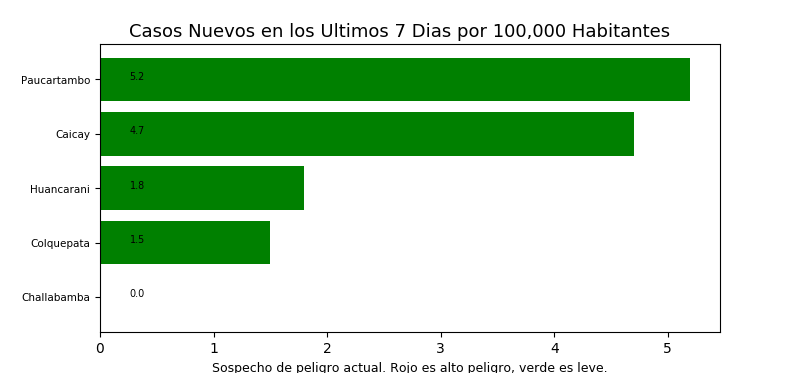 Casos Nuevos en los Ultimos 7 Dias por 100,000 Habitantes
Paucartambo 5.2
Caicay 4.7
Huancarani 1.8
Colquepata 1.5
Challabamba 0.0
0 1 2 3 4 5
Sospecho de peligro actual. Rojo es alto peligro, verde es leve.